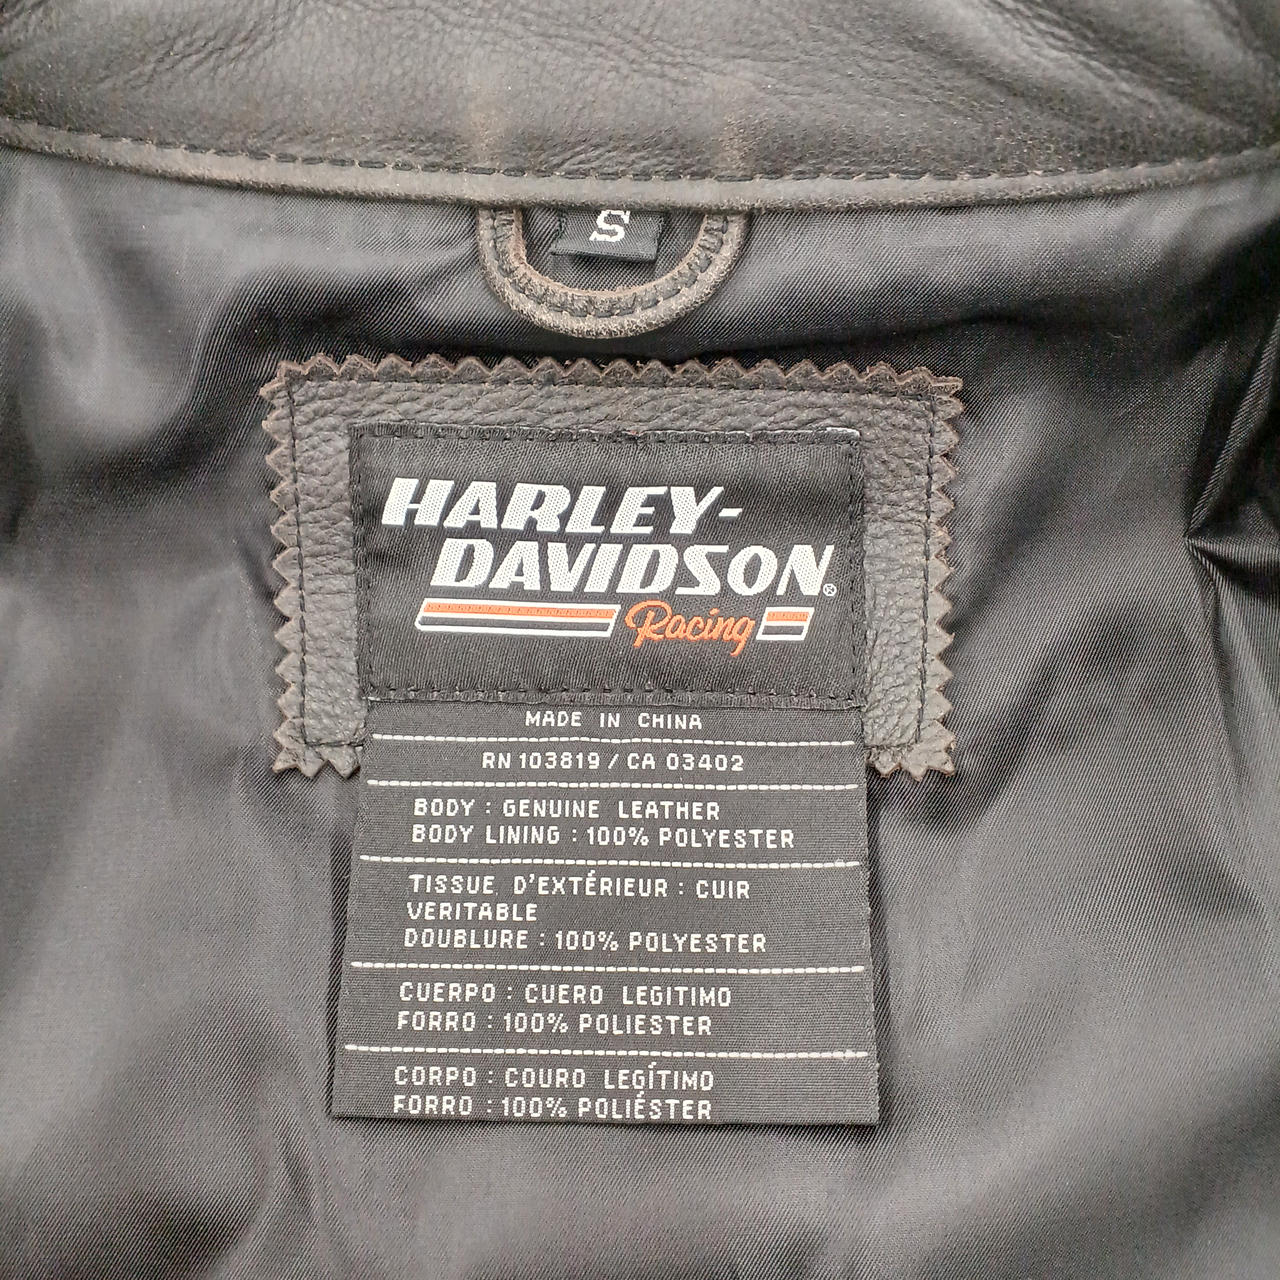 S
HARLEY-
DAVIDSON®
Racing
MADE IN CHINA
RN 103819 / CA 03402
BODY : GENUINE LEATHER
BODY LINING : 100% POLYESTER
TISSUE D'EXTÉRIEUR : CUIR
VERITABLE
DOUBLURE : 100% POLYESTER
CUERPO : CUERO LEGITIMO
FORRO : 100% POLIESTER
CORPO : COURO LEGÍTIMO
FORRO : 100% POLIÉSTER